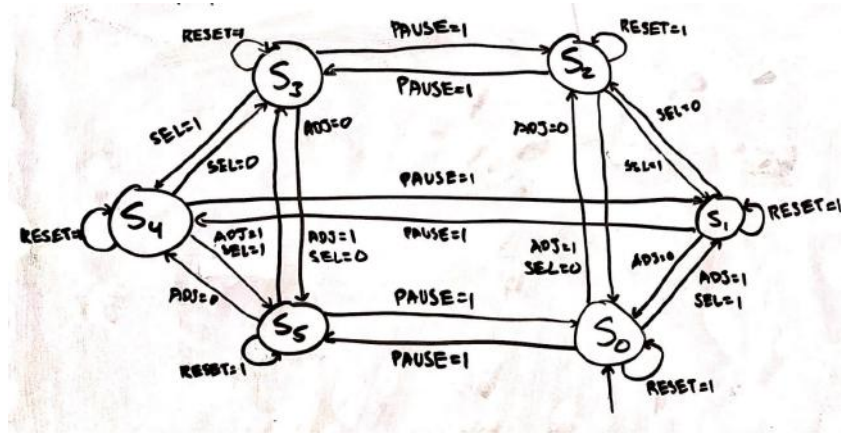 RESET=1
PAUSE=1
RESET=1
S3
S2
PAUSE=1
SEL=1
ADJ=0
ADJ=0
SEL=0
SEL=0
SEL=1
PAUSE=1
S4
S1
RESET=
RESET=1
PAUSE=1
ADJ=1
SEL=1
ADJ=1
SEL=0
ADJ=1
SEL=0
ADJ=0
ADJ=1
SEL=1
ADJ=0
PAUSE=1
S5
S0
PAUSE=1
RESET=1
RESET=1